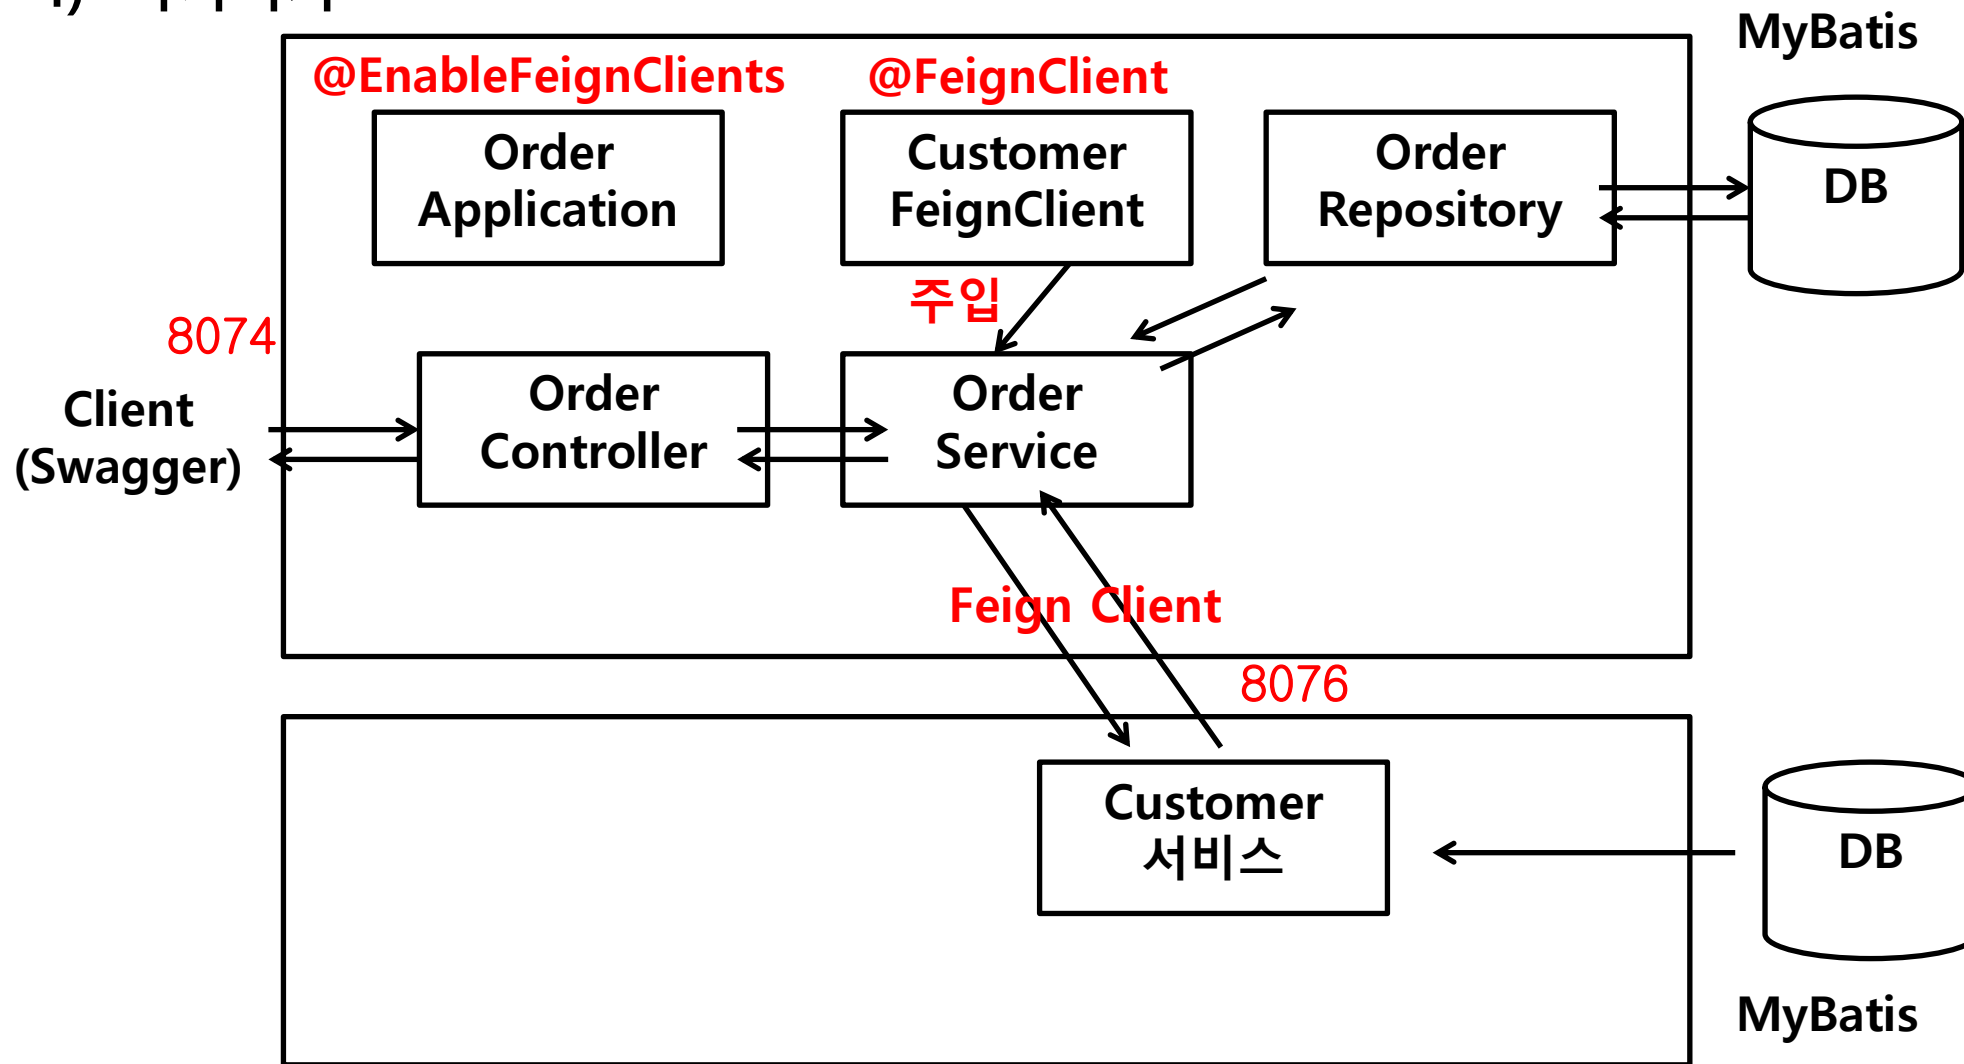 MyBatis
@EnableFeignClients
@FeignClient
Order
Application
Customer
FeignClient
Order
Repository
DB
주입
8074
Client
(Swagger)
Order
Controller
Order
Service
Feign Client
8076
Customer
서비스
DB
MyBatis